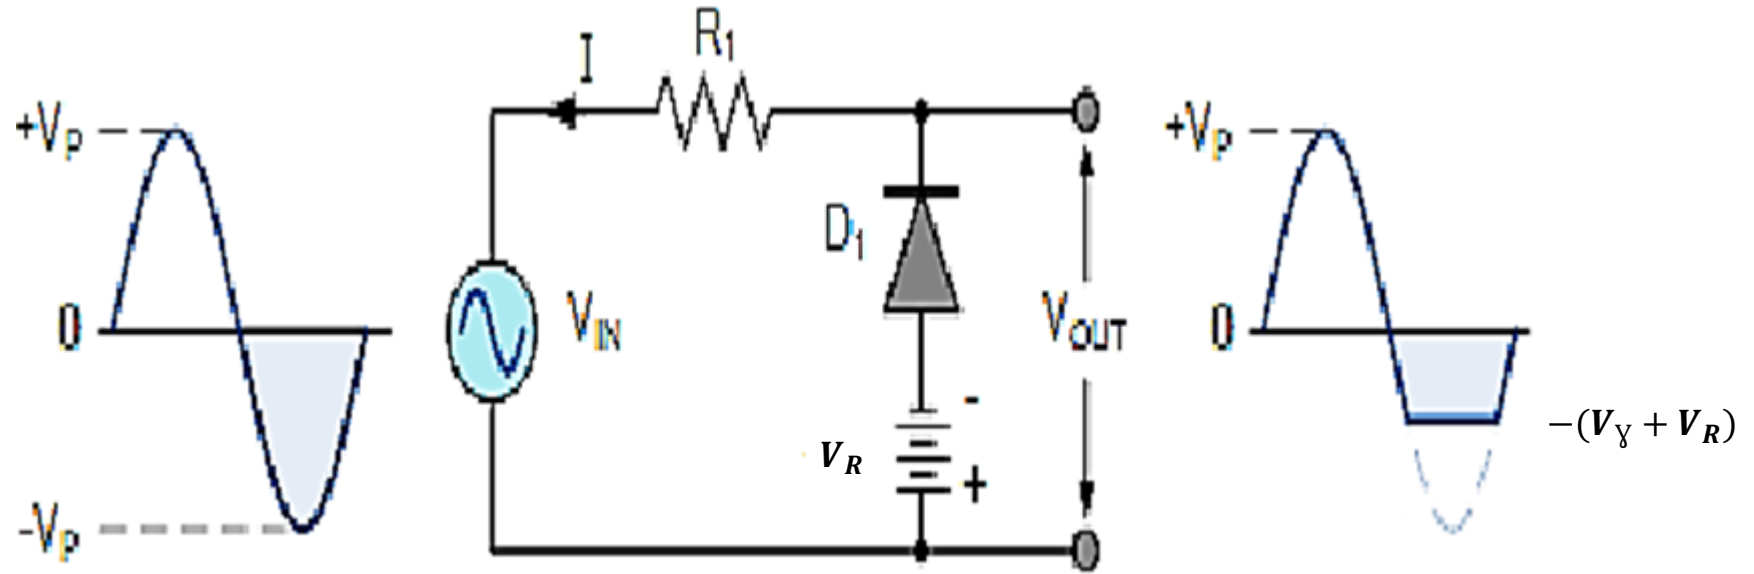 +Vp
0
-Vp
I
R1
VIN
D1
-
VR
+
VOUT
+Vp
0
−(Vɣ + VR)